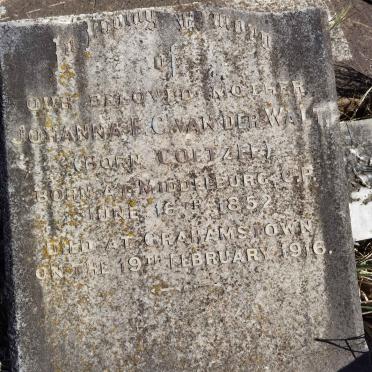 IN LOVING MEMORY
OF
OUR BELOVED MOTHER
JOHANNA F. C. VAN DER WALT
(BORN COETZEE)
BORN AT MIDDELBURG, C.P.
JUNE 16TH 1852
DIED AT GRAHAMSTOWN
ON THE 19TH FEBRUARY 1916.